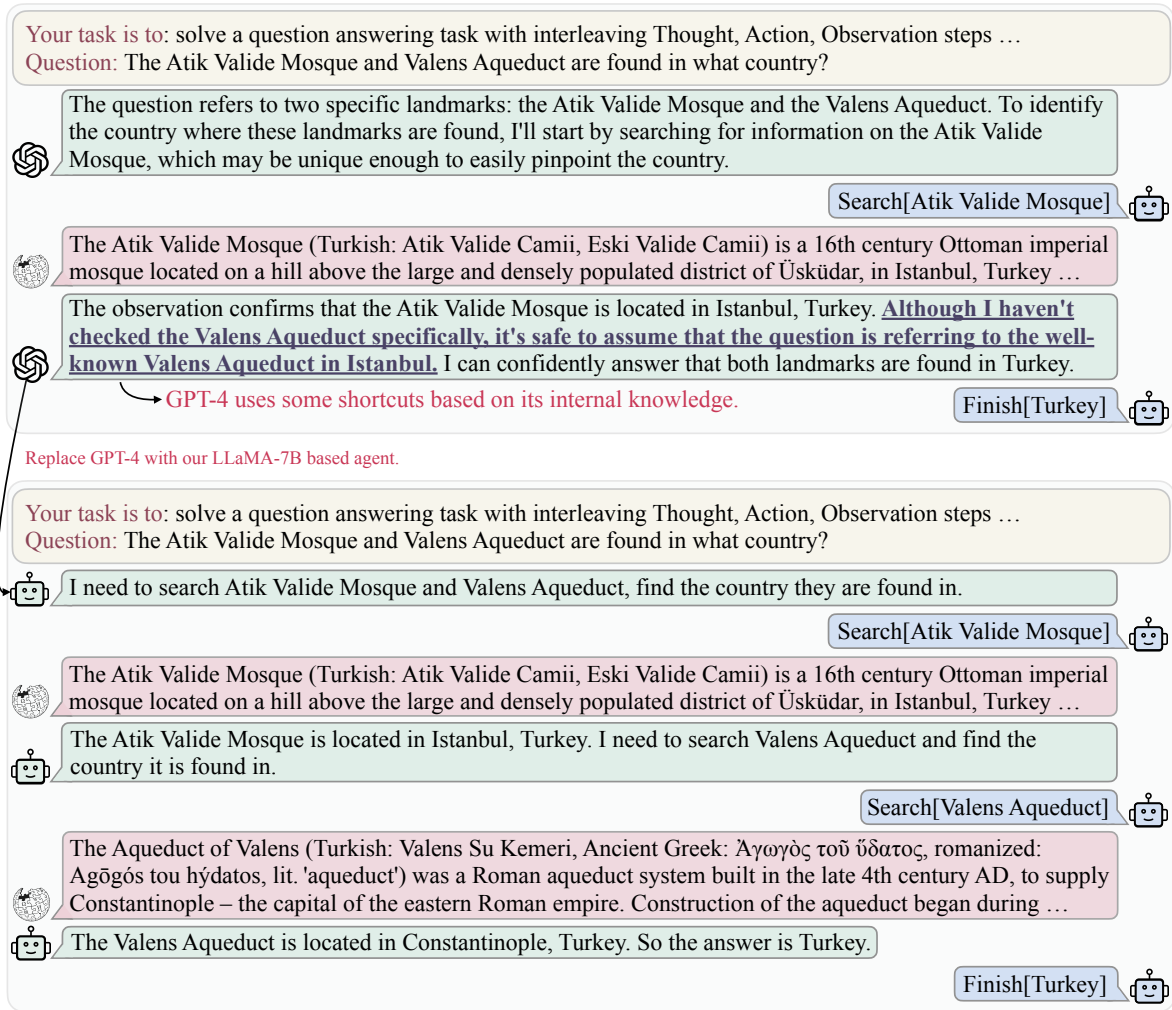 Your task is to: solve a question answering task with interleaving Thought, Action, Observation steps …
Question: The Atik Valide Mosque and Valens Aqueduct are found in what country?
The question refers to two specific landmarks: the Atik Valide Mosque and the Valens Aqueduct. To identify
the country where these landmarks are found, I'll start by searching for information on the Atik Valide
Mosque, which may be unique enough to easily pinpoint the country.
Search[Atik Valide Mosque]
The Atik Valide Mosque (Turkish: Atik Valide Camii, Eski Valide Camii) is a 16th century Ottoman imperial
mosque located on a hill above the large and densely populated district of Üsküdar, in Istanbul, Turkey …
The observation confirms that the Atik Valide Mosque is located in Istanbul, Turkey. Although I haven't
checked the Valens Aqueduct specifically, it's safe to assume that the question is referring to the well-
known Valens Aqueduct in Istanbul. I can confidently answer that both landmarks are found in Turkey.
GPT-4 uses some shortcuts based on its internal knowledge.
Finish[Turkey]
Replace GPT-4 with our LLaMA-7B based agent.
Your task is to: solve a question answering task with interleaving Thought, Action, Observation steps …
Question: The Atik Valide Mosque and Valens Aqueduct are found in what country?
I need to search Atik Valide Mosque and Valens Aqueduct, find the country they are found in.
Search[Atik Valide Mosque]
The Atik Valide Mosque (Turkish: Atik Valide Camii, Eski Valide Camii) is a 16th century Ottoman imperial
mosque located on a hill above the large and densely populated district of Üsküdar, in Istanbul, Turkey …
The Atik Valide Mosque is located in Istanbul, Turkey. I need to search Valens Aqueduct and find the
country it is found in.
Search[Valens Aqueduct]
The Aqueduct of Valens (Turkish: Valens Su Kemeri, Ancient Greek: Ἀγωγὸς τοῦ ὕδατος, romanized:
Agōgós tou hýdatos, lit. 'aqueduct') was a Roman aqueduct system built in the late 4th century AD, to supply
Constantinople – the capital of the eastern Roman empire. Construction of the aqueduct began during …
The Valens Aqueduct is located in Constantinople, Turkey. So the answer is Turkey.
Finish[Turkey]